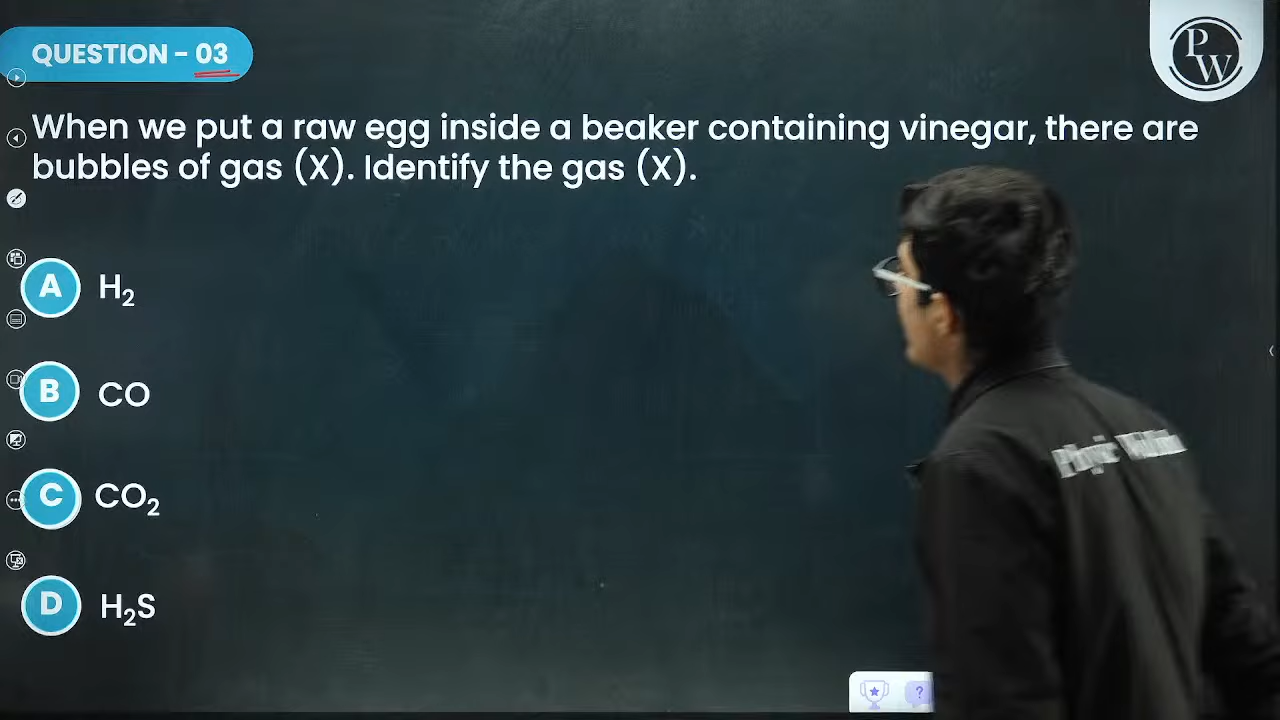 QUESTION - 03
PW
When we put a raw egg inside a beaker containing vinegar, there are
bubbles of gas (X). Identify the gas (X).
A H₂
B CO
C CO₂
D H₂S
?